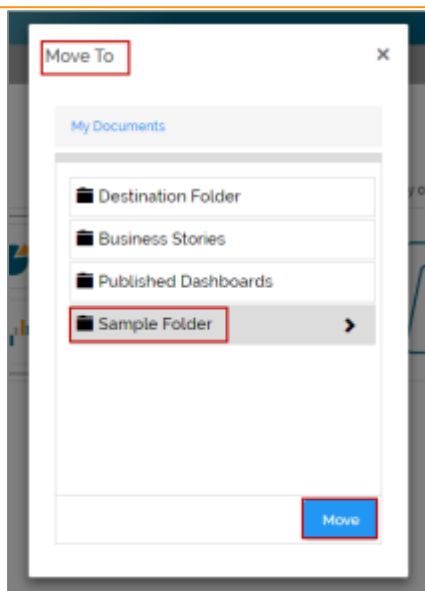 Move To
My Documents
Destination Folder
Business Stories
Published Dashboards
Sample Folder
Move